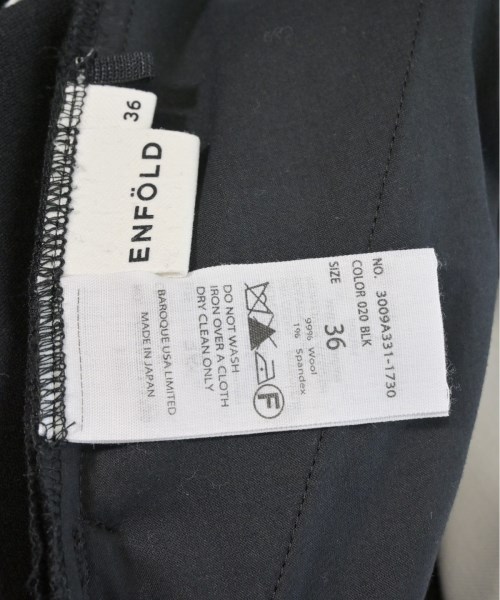 36
ENFÖLD
NO. 3009A331-1730
COLOR 020 BLK
SIZE 36
99% Wool
1% Spandex
F
DO NOT WASH
IRON OVER A CLOTH
DRY CLEAN ONLY
BAROQUE USA LIMITED
MADE IN JAPAN